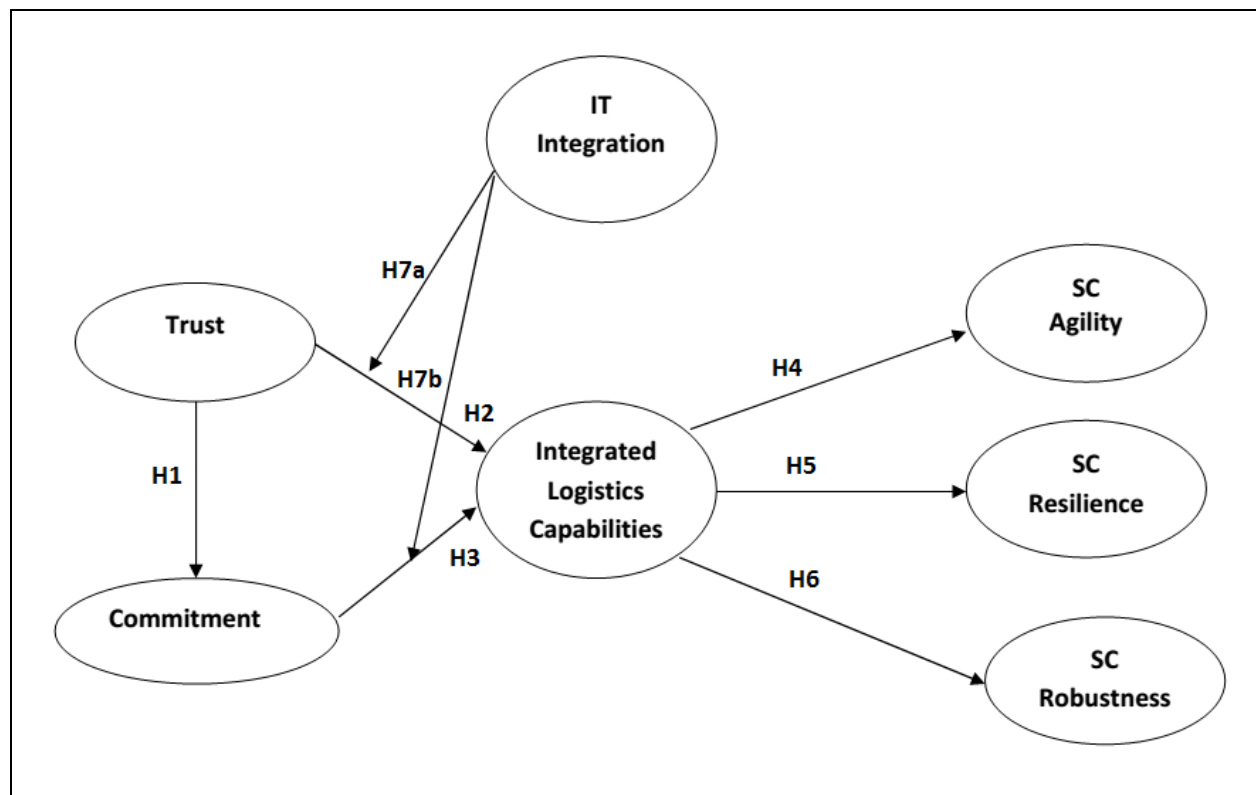 IT
Integration
H7a
SC
Agility
Trust
H7b
H4
H2
H1
Integrated
Logistics
Capabilities
H5
SC
Resilience
H3
Commitment
H6
SC
Robustness